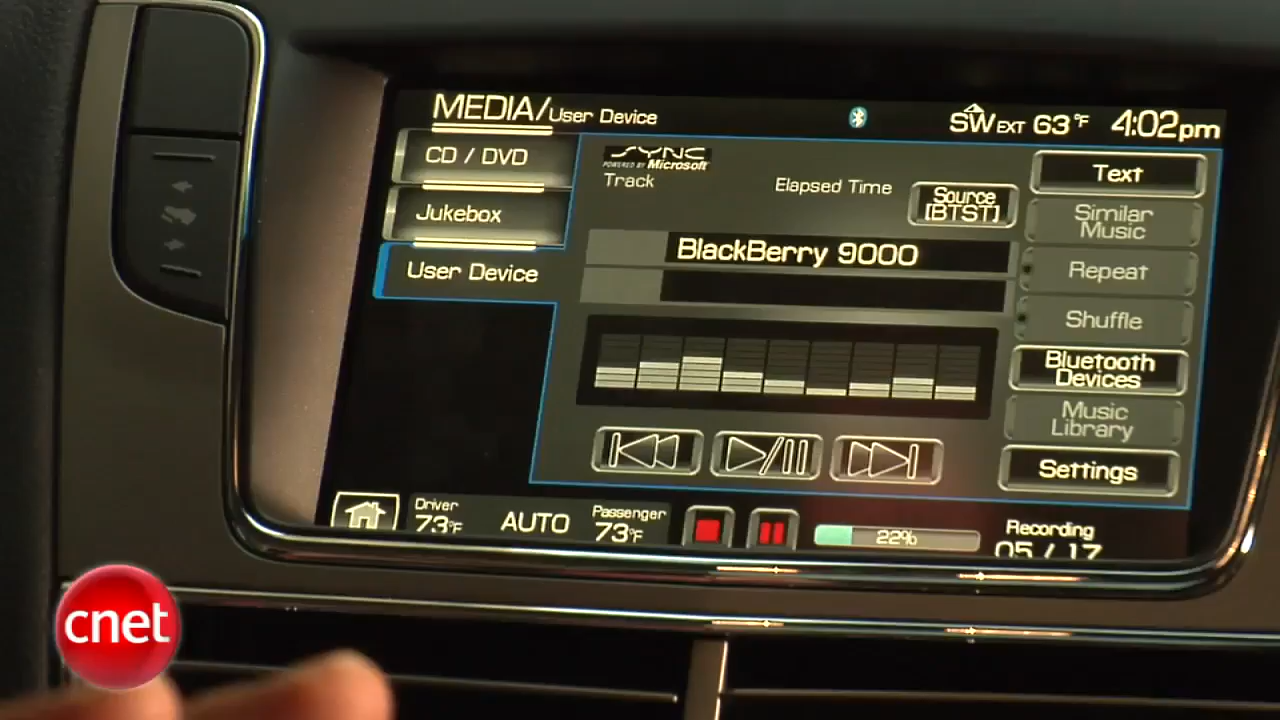 MEDIA/User Device
SW EXT 63°F 4:02pm
CD / DVD
Jukebox
User Device
SYNC
POWERED BY Microsoft
Track
Elapsed Time
Source
[BTST]
BlackBerry 9000
Text
Similar
Music
Repeat
Shuffle
Bluetooth
Devices
Music
Library
Settings
Driver
73°F
AUTO
Passenger
73°F
22%
Recording
05 / 17
cnet